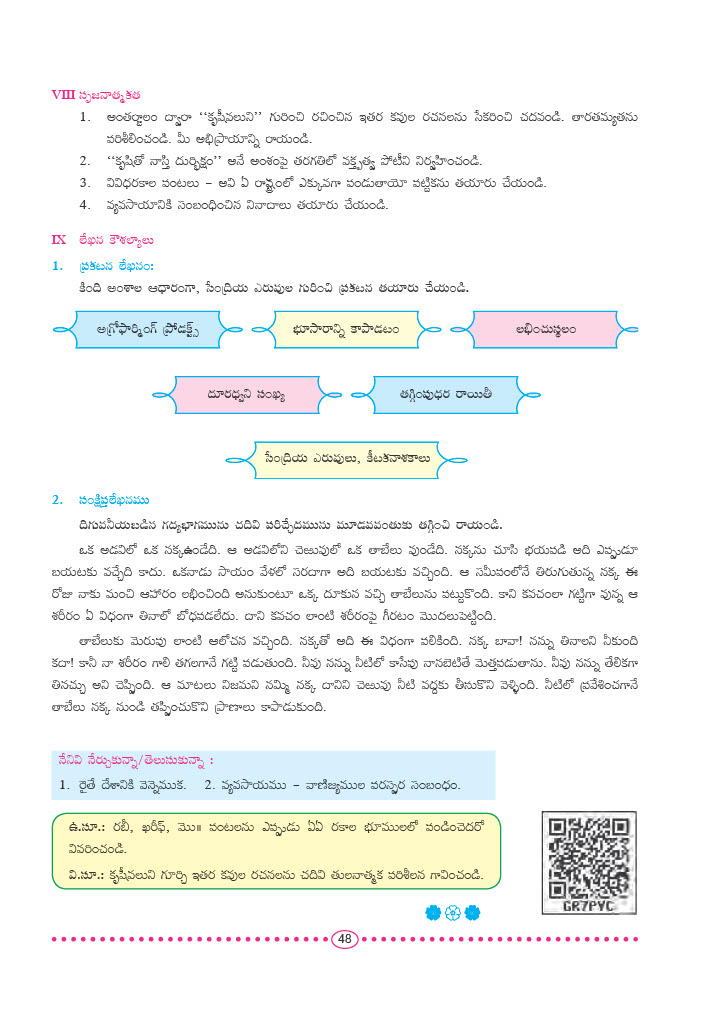 VIII సృజనాత్మకత
1. అంతర్జాలం ద్వారా ‘‘కృషీవలుని’’ గురించి రచించిన ఇతర కవుల రచనలను సేకరించి చదవండి. తారతమ్యతను
పరిశీలించండి. మీ అభిప్రాయాన్ని రాయండి.
2. ‘‘కృషితో నాస్తి దుర్భిక్షం’’ అనే అంశంపై తరగతిలో వక్తృత్వ పోటీని నిర్వహించండి.
3. వివిధరకాల పంటలు – అవి ఏ రాష్ట్రంలో ఎక్కువగా పండుతాయో పట్టికను తయారు చేయండి.
4. వ్యవసాయానికి సంబంధించిన నినాదాలు తయారు చేయండి.
IX లేఖన కౌశల్యాలు
1. ప్రకటన లేఖనం:
కింది అంశాల ఆధారంగా, సేంద్రియ ఎరువుల గురించి ప్రకటన తయారు చేయండి.
అగ్రోఫార్మింగ్ ప్రోడక్ట్స్ భూసారాన్ని కాపాడటం లభించుస్థలం
దూరధ్వని సంఖ్య తగ్గింపుధర రాయితీ
సేంద్రియ ఎరువులు, కీటకనాశకాలు
2. సంక్షిప్తలేఖనము
దిగువనీయబడిన గద్యభాగమును చదివి పరిచ్ఛేదమును మూడవవంతుకు తగ్గించి రాయండి.
ఒక అడవిలో ఒక నక్కఉండేది. ఆ అడవిలోని చెఱువులో ఒక తాబేలు వుండేది. నక్కను చూసి భయపడి అది ఎప్పుడూ
బయటకు వచ్చేది కాదు. ఒకనాడు సాయం వేళలో సరదాగా అది బయటకు వచ్చింది. ఆ సమీపంలోనే తిరుగుతున్న నక్క ఈ
రోజు నాకు మంచి ఆహారం లభించింది అనుకుంటూ ఒక్క దూకున వచ్చి తాబేలును పట్టుకొంది. కాని కవచంలా గట్టిగా వున్న ఆ
శరీరం ఏ విధంగా తినాలో బోధపడలేదు. దాని కవచం లాంటి శరీరంపై గీరటం మొదలుపెట్టింది.
తాబేలుకు మెరుపు లాంటి ఆలోచన వచ్చింది. నక్కతో అది ఈ విధంగా పలికింది. నక్క బావా! నన్ను తినాలని నీకుంది
కదా! కానీ నా శరీరం గాలి తగలగానే గట్టి పడుతుంది. నీవు నన్ను నీటిలో కాసేపు నానబెటితే మెత్తపడుతాను. నీవు నన్ను తేలికగా
తినచ్చు అని చెప్పింది. ఆ మాటలు నిజమని నమ్మి నక్క దానిని చెఱువు నీటి వద్దకు తీసుకొని వెళ్ళింది. నీటిలో ప్రవేశించగానే
తాబేలు నక్క నుండి తప్పించుకొని ప్రాణాలు కాపాడుకుంది.
నేనివి నేర్చుకున్నా/తెలుసుకున్నా :
1. రైతే దేశానికి వెన్నెముక. 2. వ్యవసాయము – వాణిజ్యముల పరస్పర సంబంధం.
ఉ.సూ.: రబీ, ఖరీఫ్, మొ॥ పంటలను ఎప్పుడు ఏఏ రకాల భూములలో పండించెదరో
వివరించండి.
వి.సూ.: కృషీవలుని గూర్చి ఇతర కవుల రచనలను చదివి తులనాత్మక పరిశీలన గావించండి.
GR7PYC
48